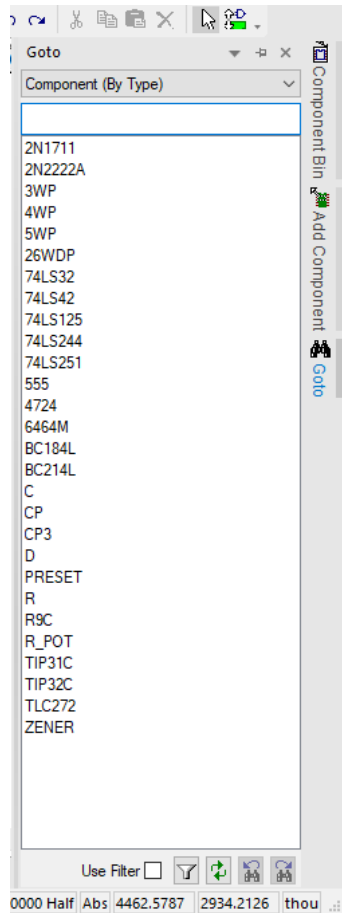 Goto
Component (By Type)
2N1711
2N2222A
3WP
4WP
5WP
26WDP
74LS32
74LS42
74LS125
74LS244
74LS251
555
4724
6464M
BC184L
BC214L
C
CP
CP3
D
PRESET
R
R9C
R_POT
TIP31C
TIP32C
TLC272
ZENER
Use Filter
0000 Half Abs 4462.5787 2934.2126 thou
Component Bin
Add Component
Goto